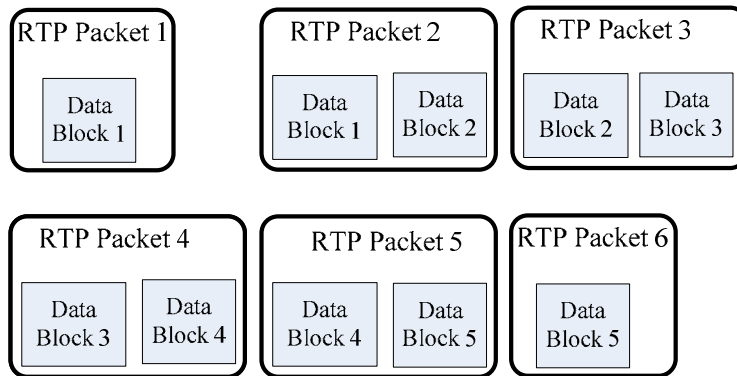 RTP Packet 1
Data
Block 1
RTP Packet 2
Data
Block 1
Data
Block 2
RTP Packet 3
Data
Block 2
Data
Block 3
RTP Packet 4
Data
Block 3
Data
Block 4
RTP Packet 5
Data
Block 4
Data
Block 5
RTP Packet 6
Data
Block 5